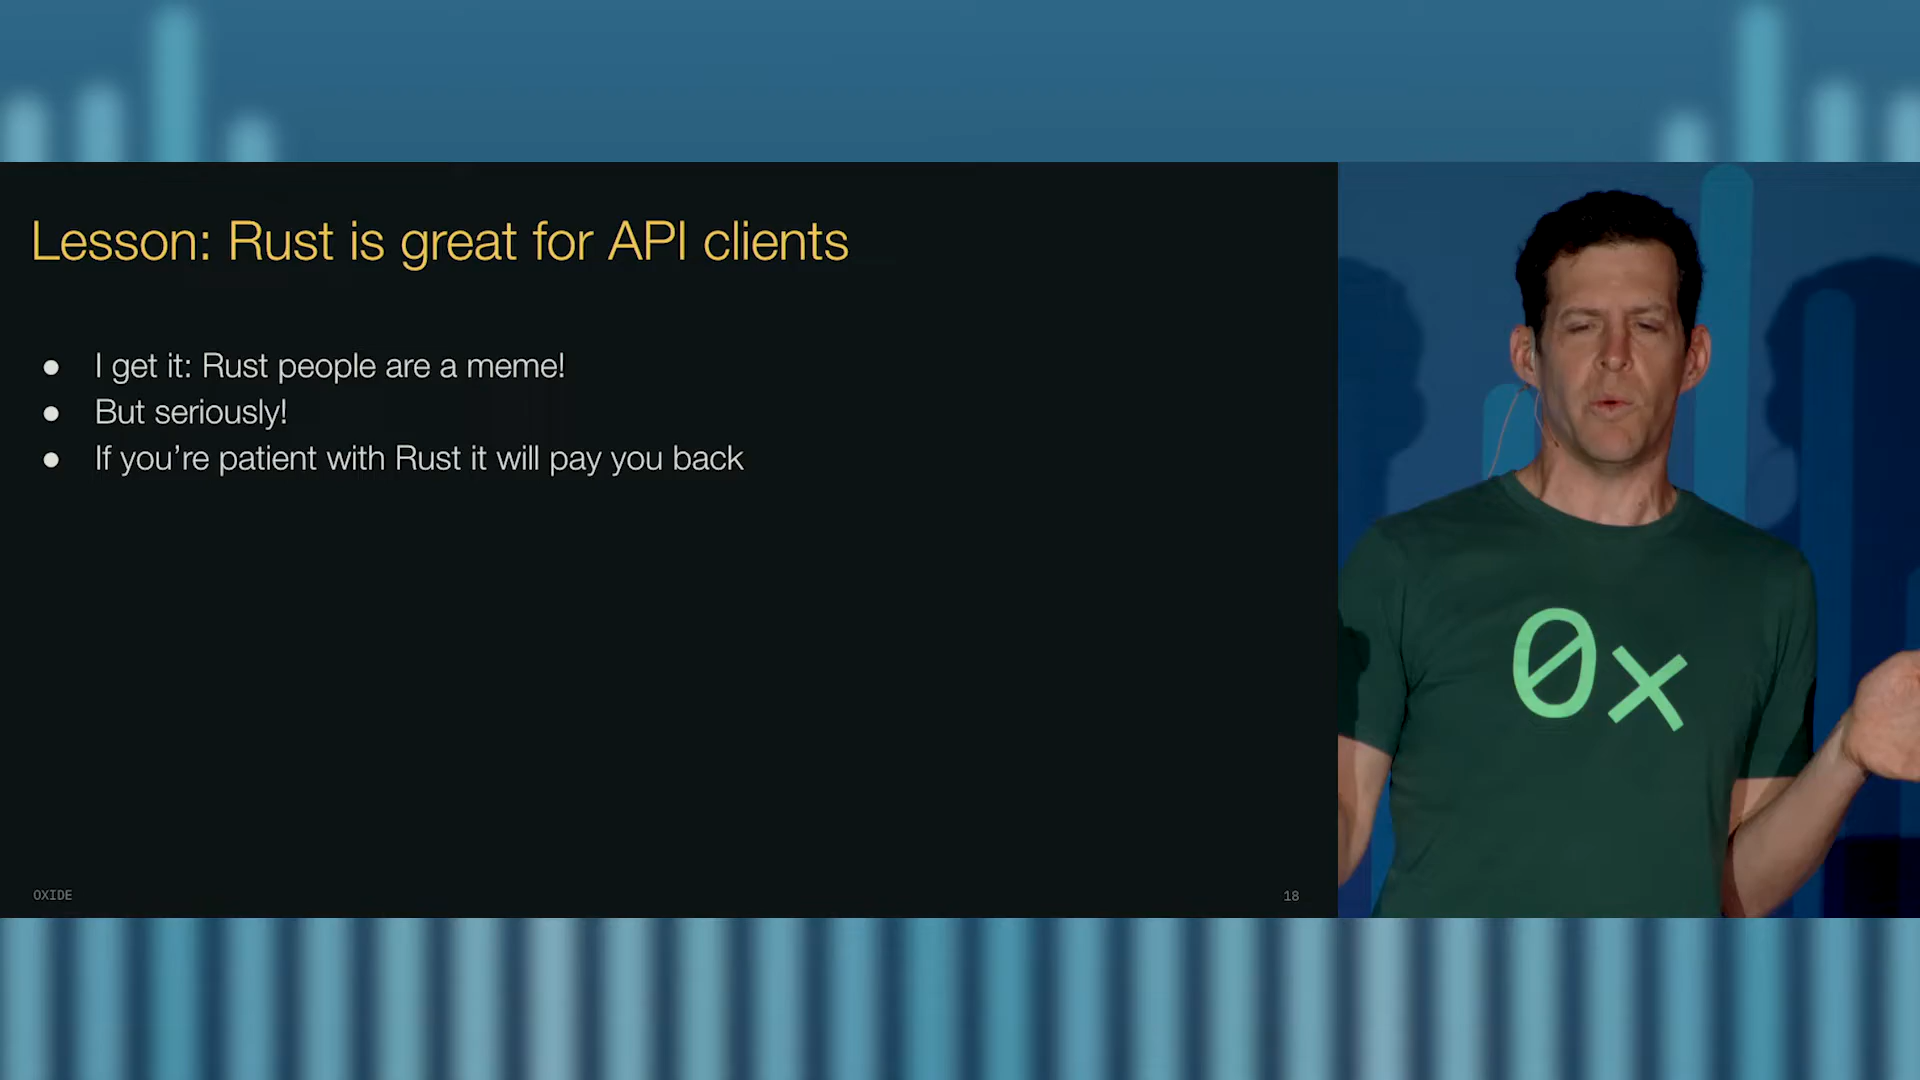 Lesson: Rust is great for API clients
● I get it: Rust people are a meme!
● But seriously!
● If you’re patient with Rust it will pay you back
0x
OXIDE
18